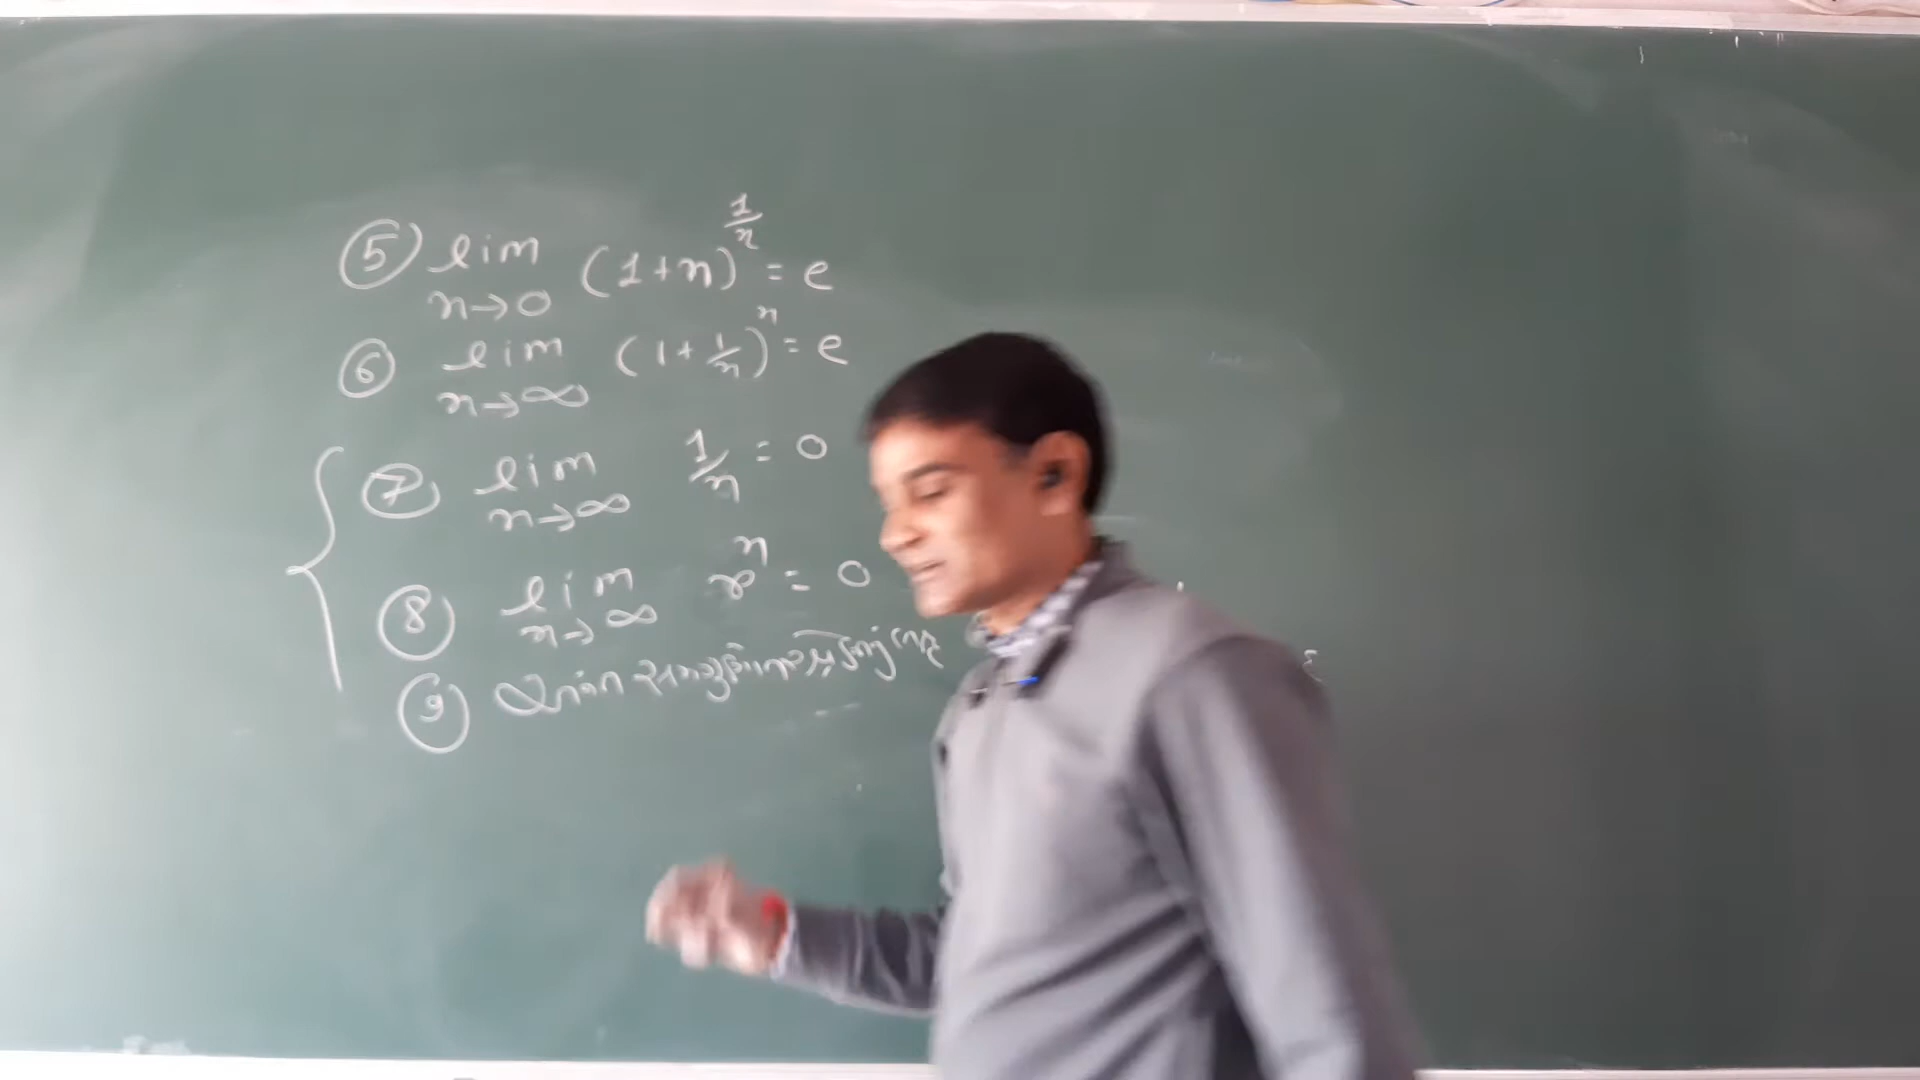 ⑤ lim n→0 (1+n)^(1/n) = e
⑥ lim n→∞ (1+1/n)^n = e
⑦ lim n→∞ 1/n = 0
⑧ lim n→∞ r^n = 0
⑨